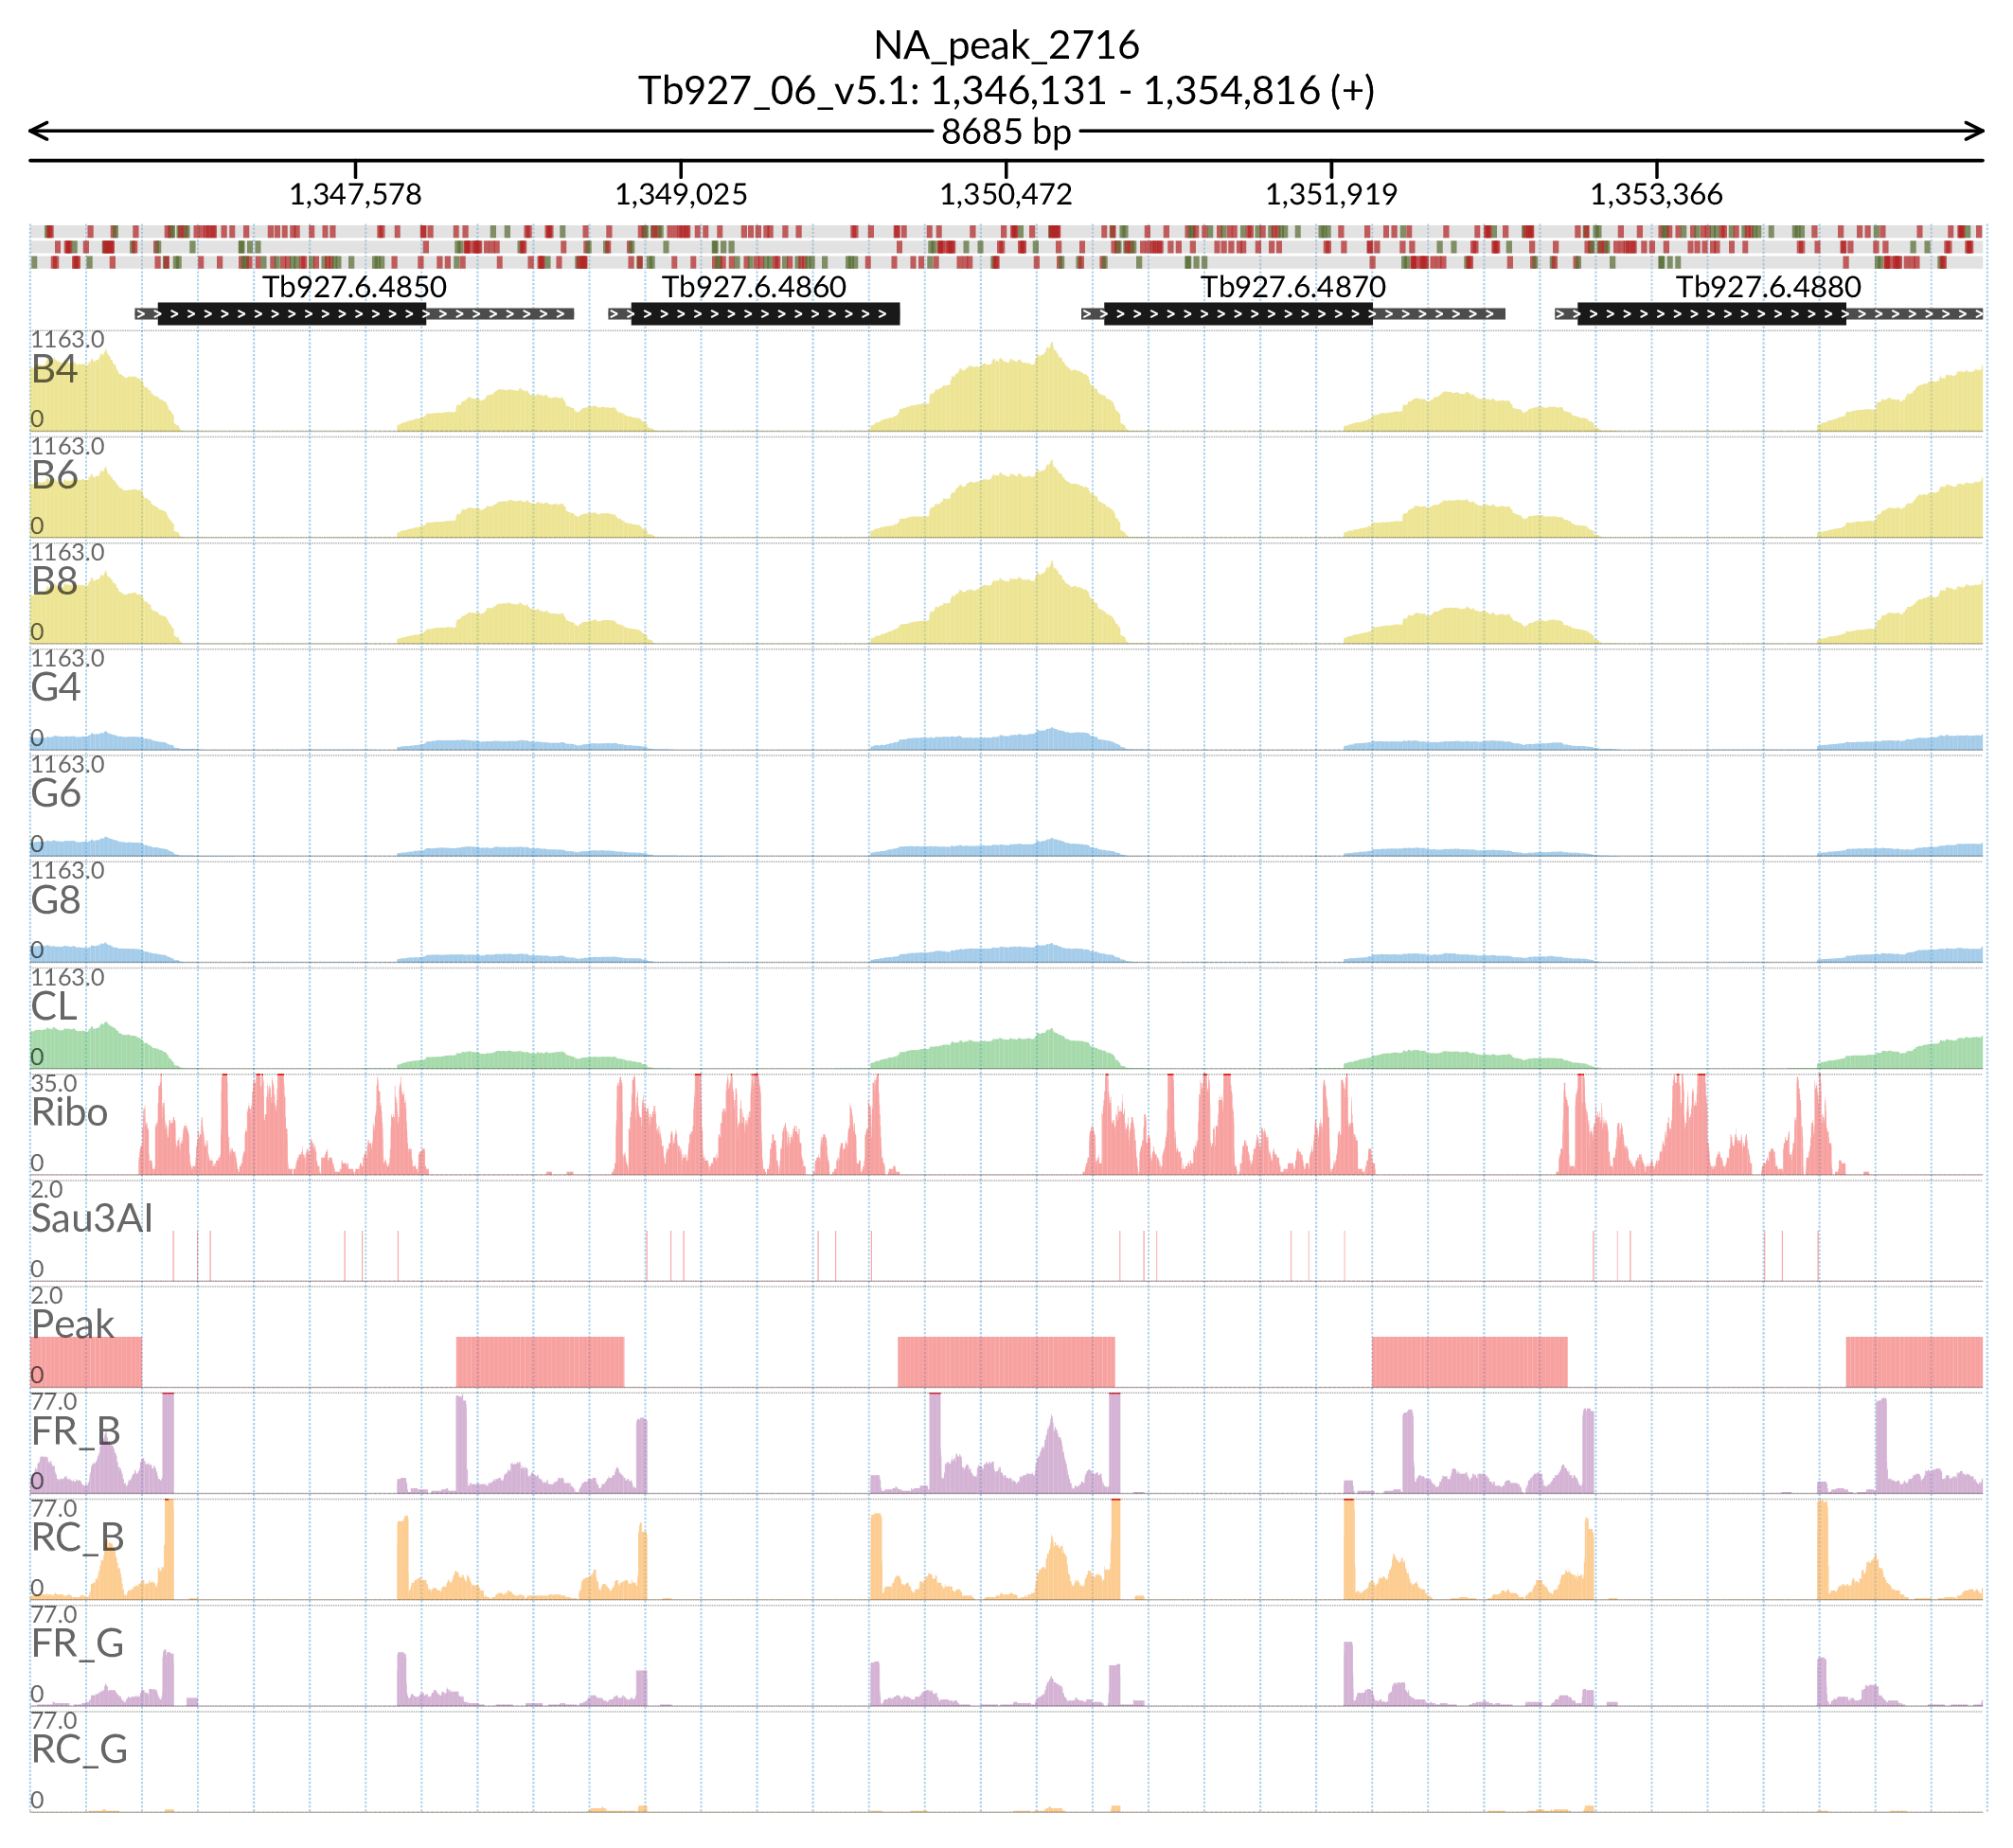 NA_peak_2716
Tb927_06_v5.1: 1,346,131 - 1,354,816 (+)
8685 bp
1,347,578 1,349,025 1,350,472 1,351,919 1,353,366
Tb927.6.4850 Tb927.6.4860 Tb927.6.4870 Tb927.6.4880
1163.0
B4
0
1163.0
B6
0
1163.0
B8
0
1163.0
G4
0
1163.0
G6
0
1163.0
G8
0
1163.0
CL
0
35.0
Ribo
0
2.0
Sau3AI
0
2.0
Peak
0
77.0
FR_B
0
77.0
RC_B
0
77.0
FR_G
0
77.0
RC_G
0